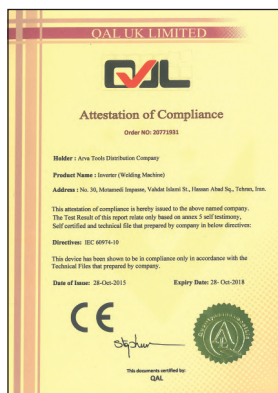 QAL UK LIMITED
QAL
Attestation of Compliance
Order NO: 20771931
Holder : Arva Tools Distribution Company
Product Name : Inverter (Welding Machine)
Address : No. 30, Motamedi Impasse, Vahdat Islami St., Hassan Abad Sq., Tehran, Iran.
This attestation of compliance is hereby issued to the above named company.
The Test Result of this report relate only based on annex 5 self testimony,
Self certified and technical file that prepared by company in below directives:
Directives: IEC 60974-10
This device has been shown to be in compliance only in accordance with the
Technical Files that prepared by company.
Date of Issue: 28-Oct-2015 Expiry Date: 28- Oct-2018
CE
Stephen
This documents certified by:
QAL